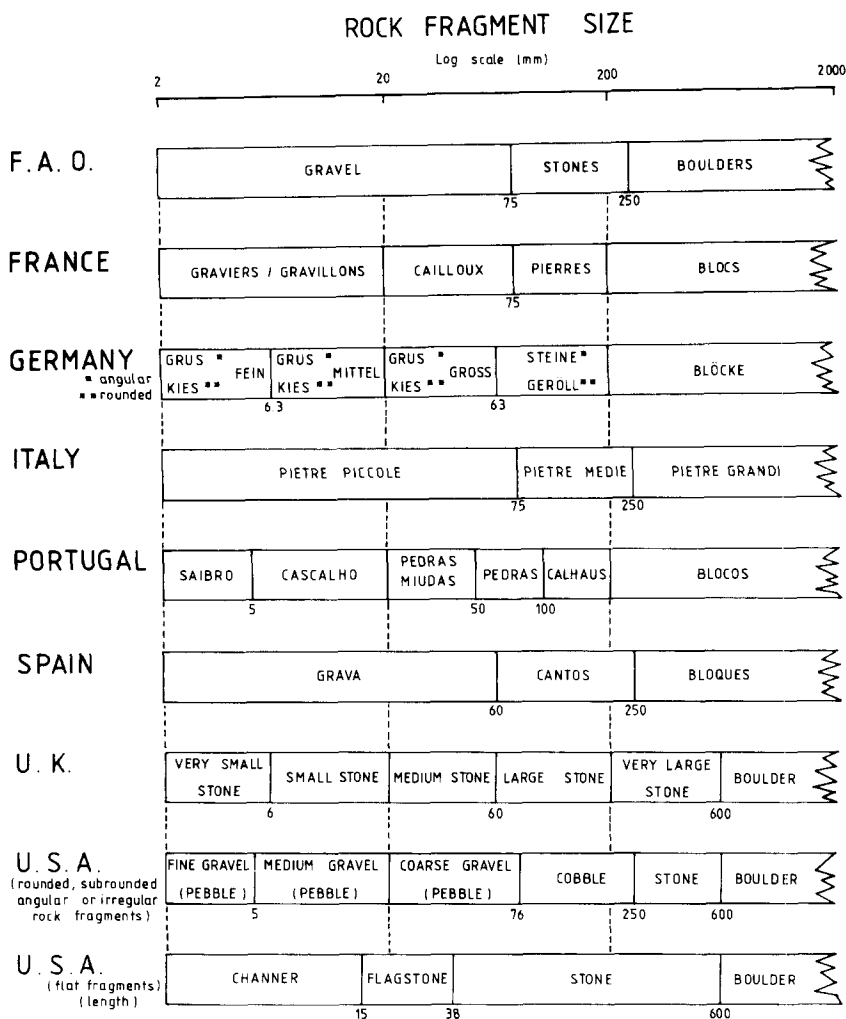 ROCK FRAGMENT SIZE
Log scale (mm)
2 20 200 2000
F.A.O.
GRAVEL STONES BOULDERS
75 250
FRANCE
GRAVIERS / GRAVILLONS CAILLOUX PIERRES BLOCS
75
GERMANY
▪ angular
▪▪ rounded
GRUS ▪ FEIN GRUS ▪ MITTEL GRUS ▪ GROSS STEINE ▪ BLÖCKE
KIES ▪▪ KIES ▪▪ KIES ▪▪ GERÖLL ▪▪
6.3 63
ITALY
PIETRE PICCOLE PIETRE MEDIE PIETRE GRANDI
75 250
PORTUGAL
SAIBRO CASCALHO PEDRAS MIUDAS PEDRAS CALHAUS BLOCOS
5 50 100
SPAIN
GRAVA CANTOS BLOQUES
60 250
U.K.
VERY SMALL STONE SMALL STONE MEDIUM STONE LARGE STONE VERY LARGE STONE BOULDER
6 60 600
U.S.A.
(rounded, subrounded
angular or irregular
rock fragments)
FINE GRAVEL MEDIUM GRAVEL COARSE GRAVEL COBBLE STONE BOULDER
(PEBBLE) (PEBBLE) (PEBBLE)
5 76 250 600
U.S.A.
(flat fragments)
(length)
CHANNER FLAGSTONE STONE BOULDER
15 38 600